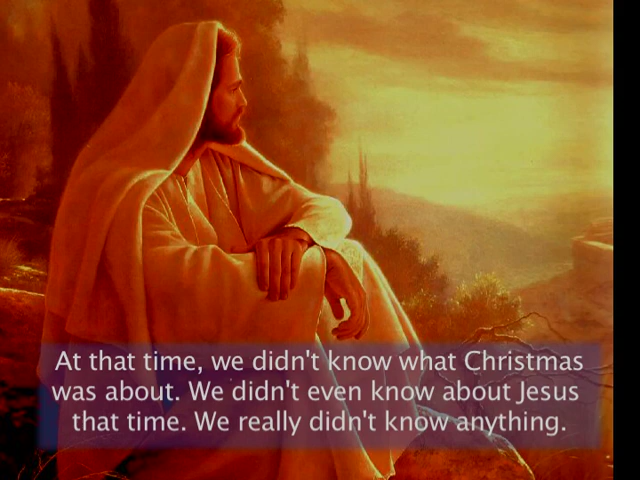 At that time, we didn't know what Christmas
was about. We didn't even know about Jesus
that time. We really didn't know anything.